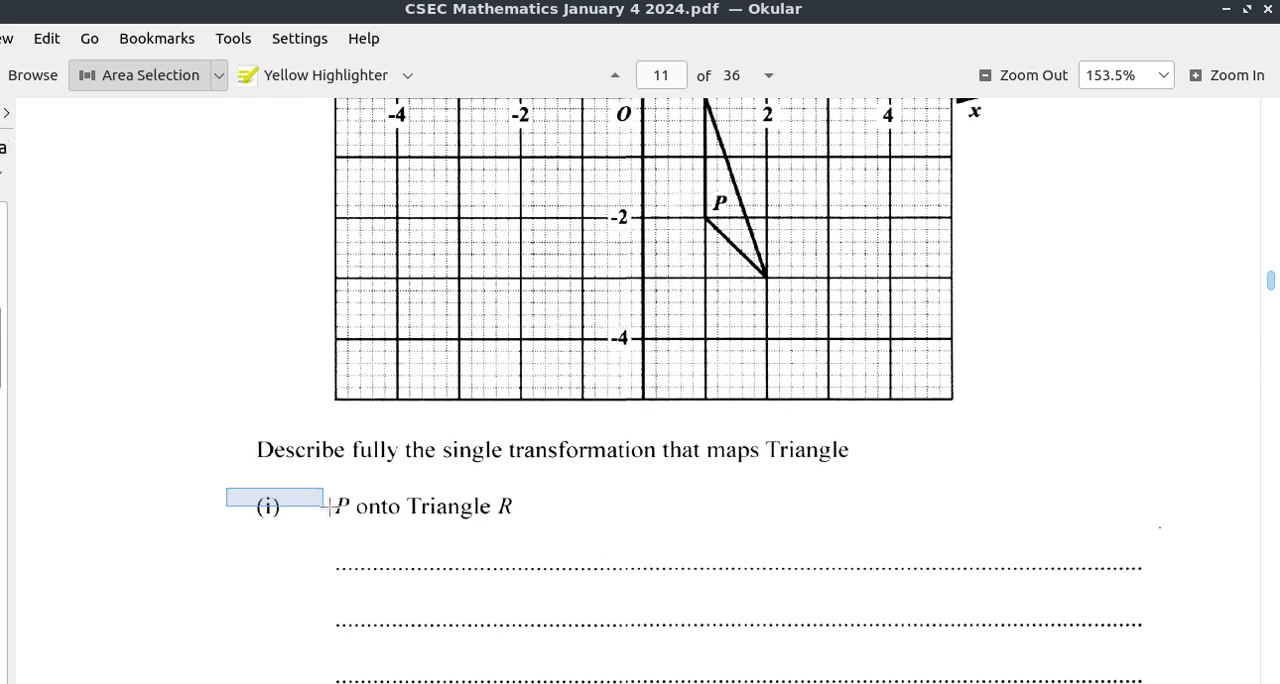 CSEC Mathematics January 4 2024.pdf — Okular
Edit Go Bookmarks Tools Settings Help
Browse Area Selection Yellow Highlighter 11 of 36 Zoom Out 153.5% Zoom In
-4 -2 O 2 4 x
P
-2
-4
Describe fully the single transformation that maps Triangle
(i) P onto Triangle R